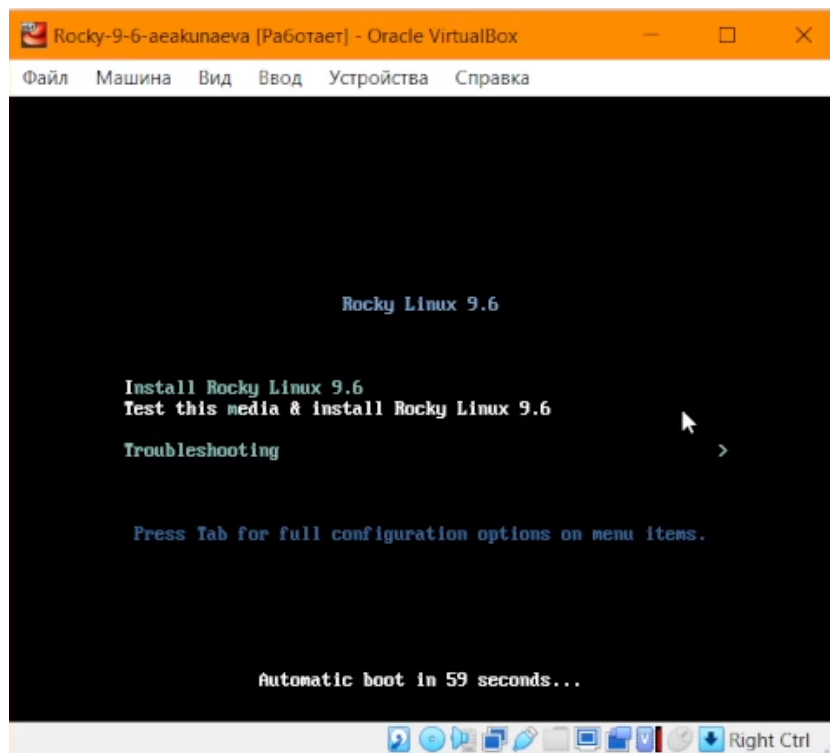 Rocky-9-6-aeakunaeva [Работает] - Oracle VirtualBox
Файл Машина Вид Ввод Устройства Справка
Rocky Linux 9.6
Install Rocky Linux 9.6
Test this media & install Rocky Linux 9.6
Troubleshooting >
Press Tab for full configuration options on menu items.
Automatic boot in 59 seconds...
Right Ctrl